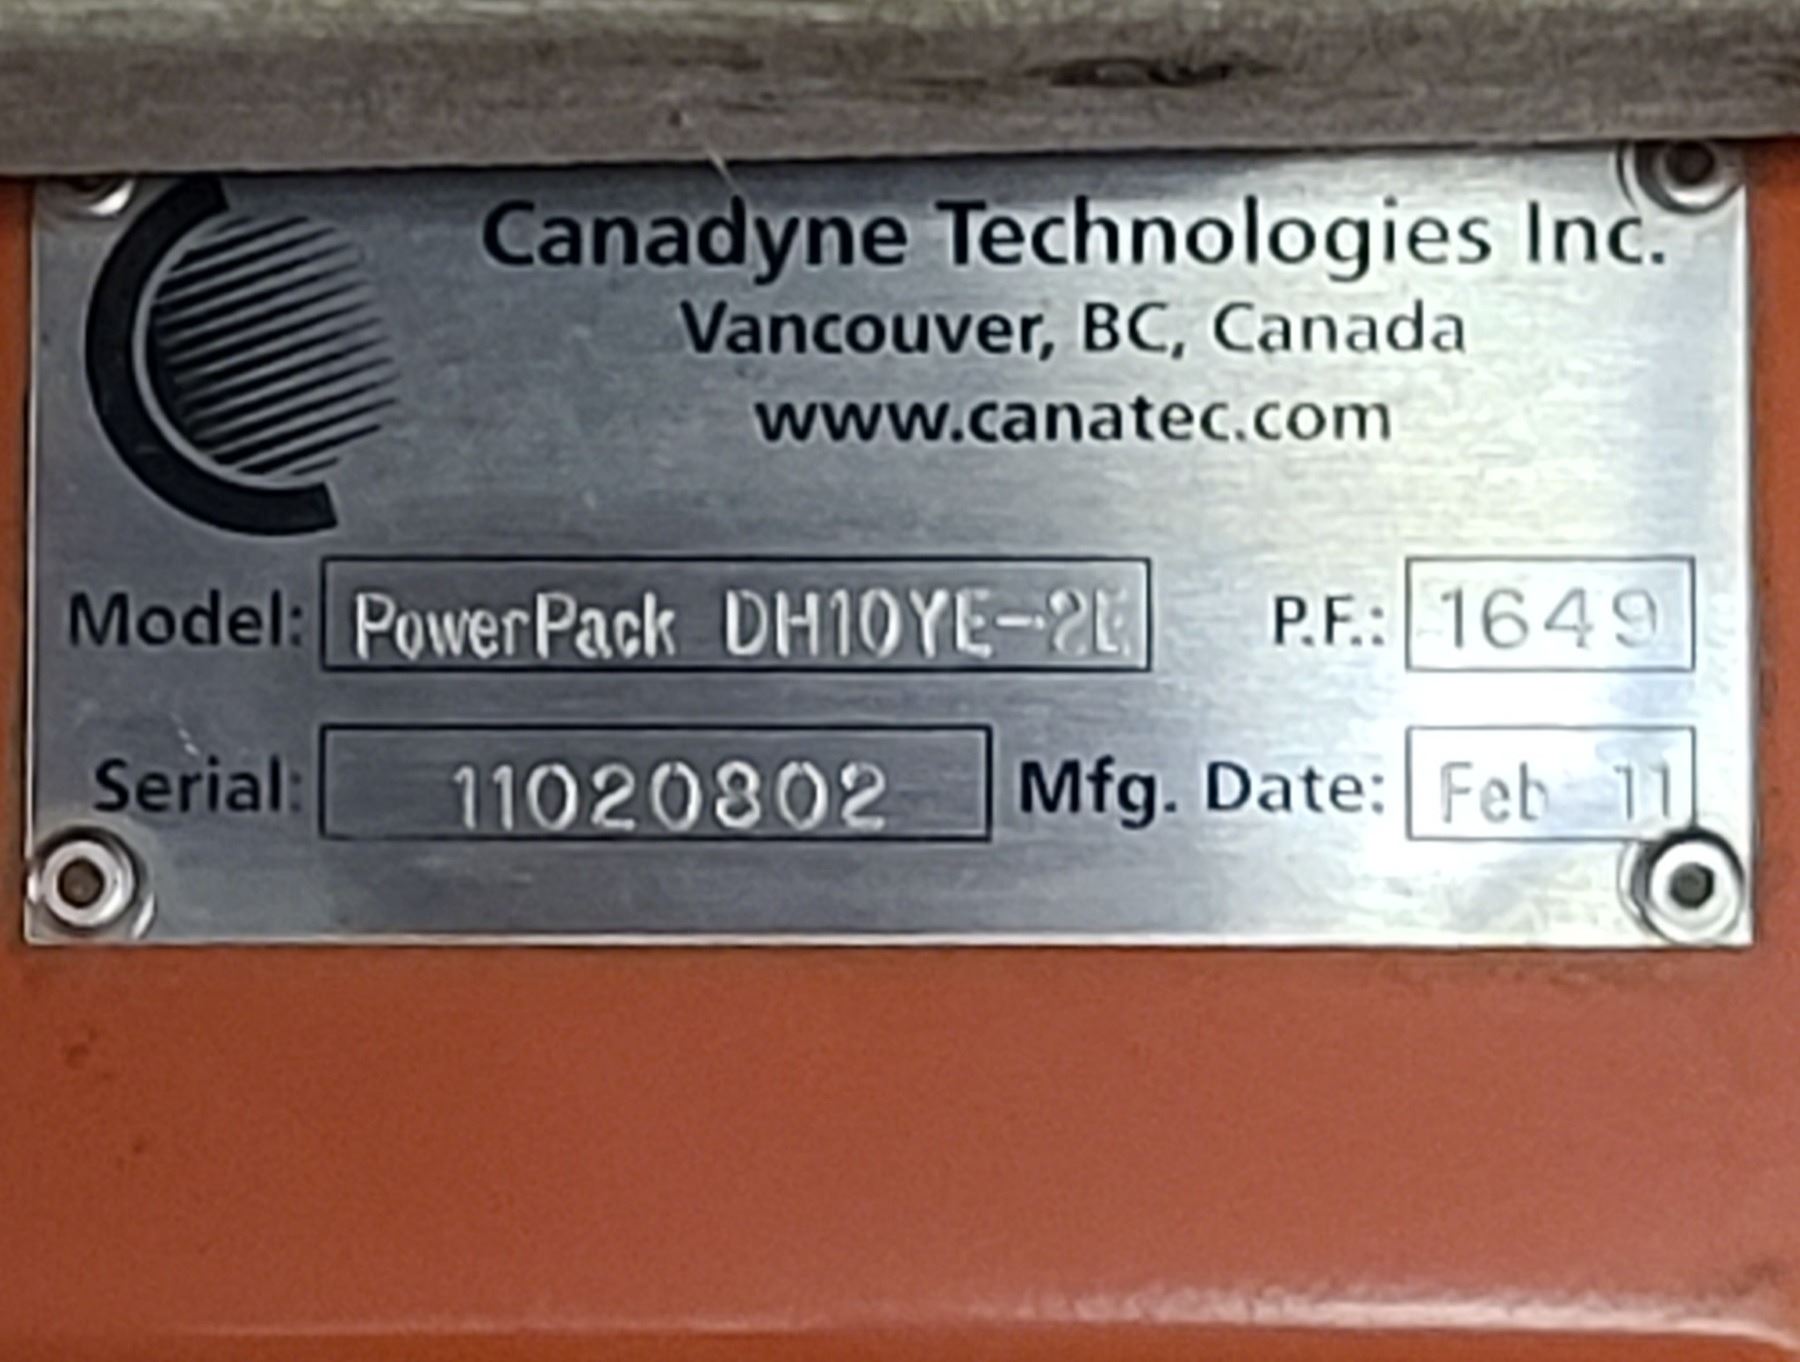 Canadyne Technologies Inc.
Vancouver, BC, Canada
www.canatec.com
Model: PowerPack DH10YE-2E P.F.: 1649
Serial: 11020802 Mfg. Date: Feb 11